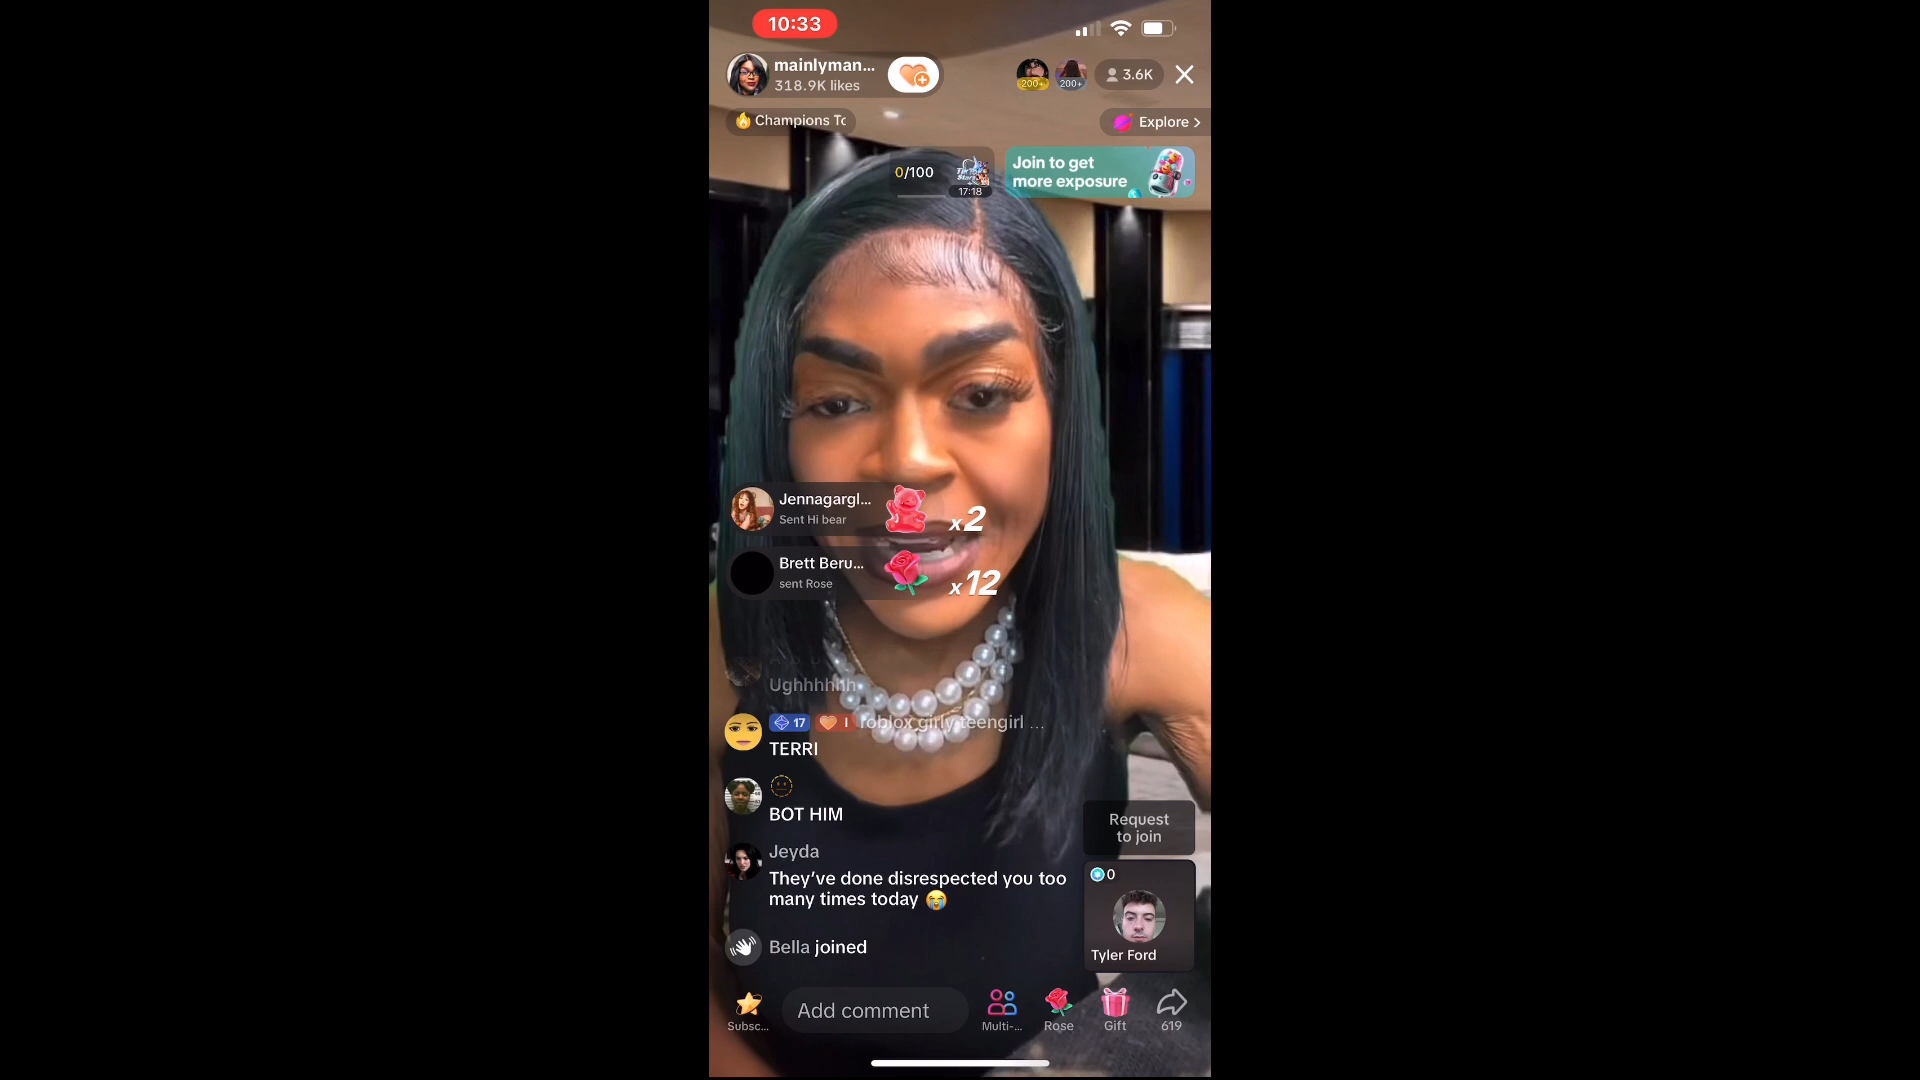 10:33
mainlyman...
318.9K likes
200+
200+
3.6K
Champions To
Explore >
0/100
17:18
Join to get
more exposure
Jennagargl...
Sent Hi bear
x2
Brett Beru...
sent Rose
x12
Ughhhhhh
17 I roblox girly teengirl ...
TERRI
BOT HIM
Jeyda
They've done disrespected you too
many times today 😭
Bella joined
Request
to join
0
Tyler Ford
Add comment
Subsc...
Multi-...
Rose
Gift
619